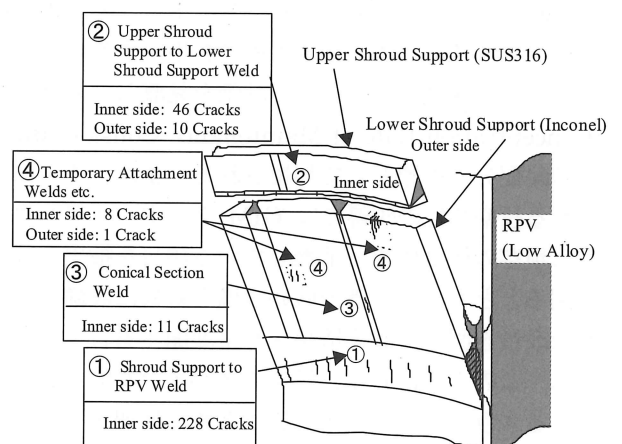 ② Upper Shroud
Support to Lower
Shroud Support Weld
Inner side: 46 Cracks
Outer side: 10 Cracks
Upper Shroud Support (SUS316)
Lower Shroud Support (Inconel)
Outer side
②
Inner side
④ Temporary Attachment
Welds etc.
Inner side: 8 Cracks
Outer side: 1 Crack
RPV
(Low Alloy)
④
④
③ Conical Section
Weld
Inner side: 11 Cracks
③
① Shroud Support to
RPV Weld
Inner side: 228 Cracks
①